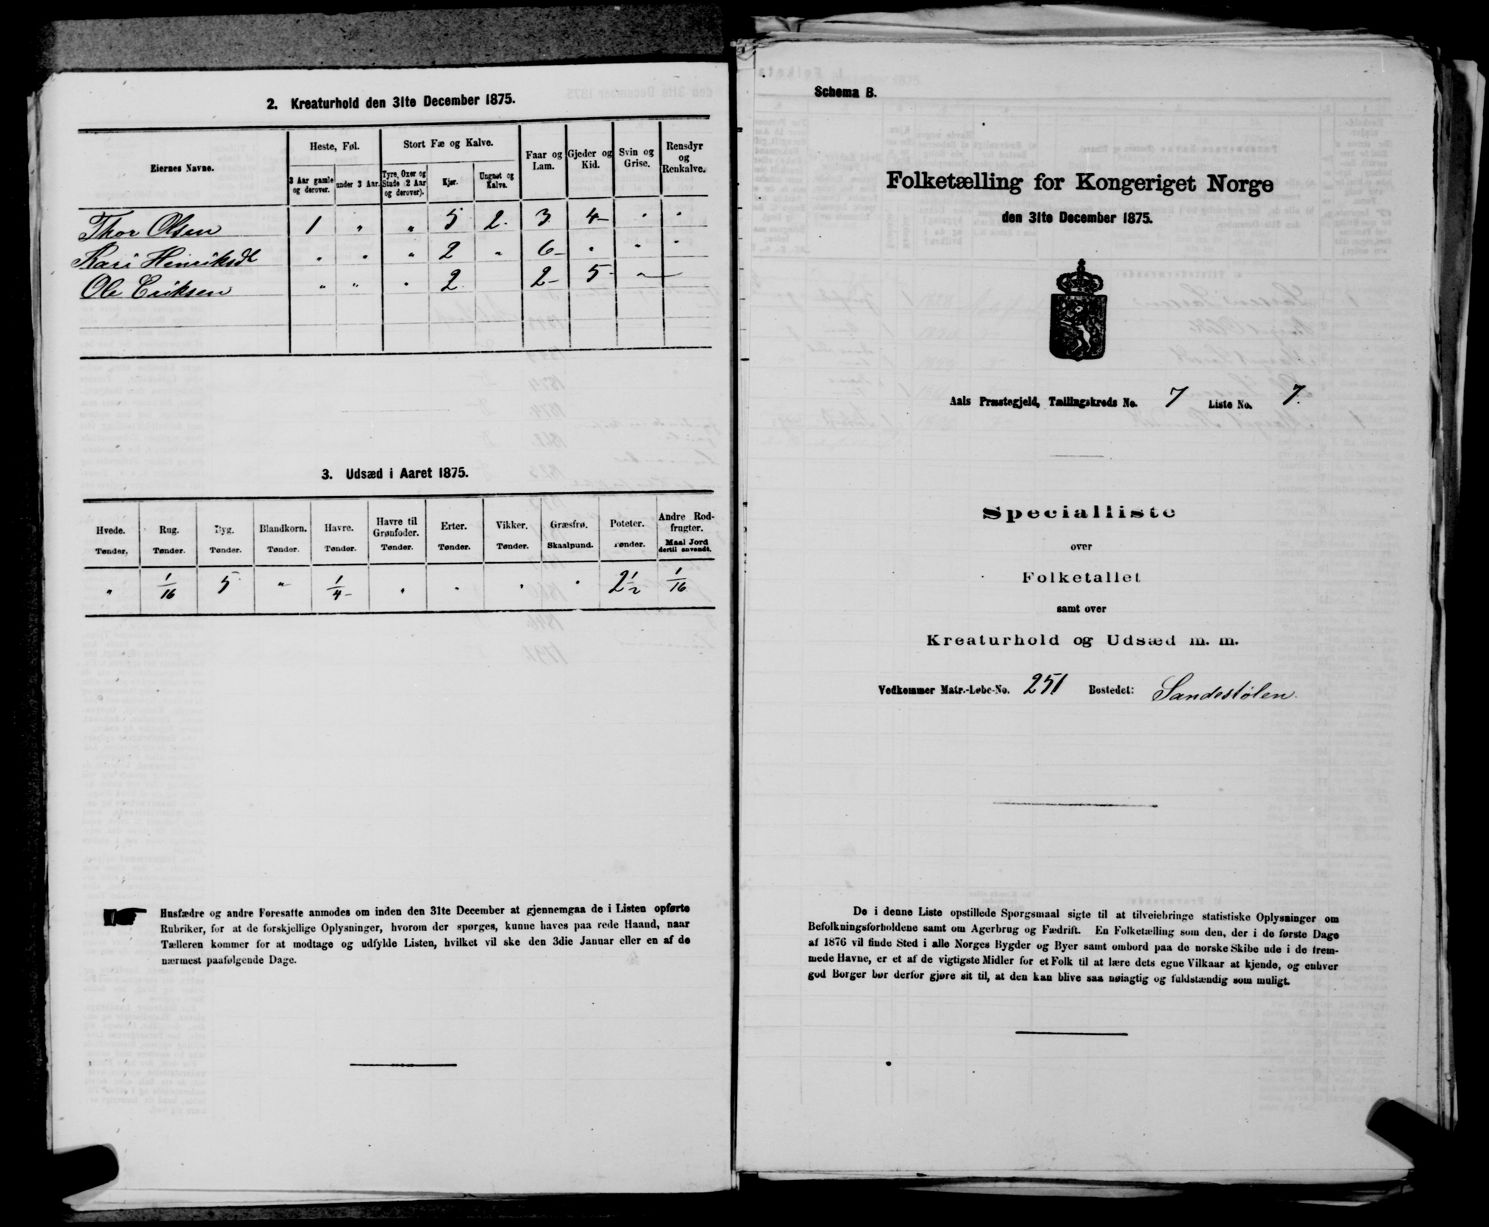 2. Kreaturhold den 31te December 1875.
Eiernes Navne. Heste, Føl. Stort Fæ og Kalve. Faar og Lam. Gjeder og Kid. Svin og Grise. Rensdyr og Renkalve.
3 Aar gamle og derover. under 3 Aar. Tyre, Oxer og Stude (2 Aar og derover). Kjør. Ungnøt og Kalve.
Thor Olsen 1 " " 5 2 3 4 " "
Kari Henriksdt " " " 2 " 6 " " "
Ole Eriksen " " " 2 2 5 "
3. Udsæd i Aaret 1875.
Hvede. Rug. Byg. Blandkorn. Havre. Havre til Grønfoder. Erter. Vikker. Græsfrø. Poteter. Andre Rodfrugter.
Tønder. Tønder. Tønder. Tønder. Tønder. Tønder. Tønder. Tønder. Skaalpund. Tønder. Maal Jord dertil anvendt.
" 1/16 5 " 1/4 " " " " 2 1/2 1/16
Husfædre og andre Foresatte anmodes om inden den 31te December at gjennemgaa de i Listen opførte
Rubriker, for at de forskjellige Oplysninger, hvorom der spørges, kunne haves paa rede Haand, naar
Tælleren kommer for at modtage og udfylde Listen, hvilket vil ske den 3die Januar eller en af de
nærmest paafølgende Dage.
Schema B.
Folketælling for Kongeriget Norge
den 31te December 1875.
Aals Præstegjeld, Tællingskreds No. 7 Liste No. 7.
Specialliste
over
Folketallet
samt over
Kreaturhold og Udsæd m. m.
Vedkommer Matr.-Løbe-No. 251 Bostedet: Sandestølen.
De i denne Liste opstillede Spørgsmaal sigte til at tilveiebringe statistiske Oplysninger om
Befolkningsforholdene samt om Agerbrug og Fædrift. En Folketælling som den, der i de første Dage
af 1876 vil finde Sted i alle Norges Bygder og Byer samt ombord paa de norske Skibe ude i de frem-
mede Havne, er et af de vigtigste Midler for et Folk til at lære dets egne Vilkaar at kjende, og enhver
god Borger bør derfor gjøre sit til, at den kan blive saa nøiagtig og fuldstændig som muligt.